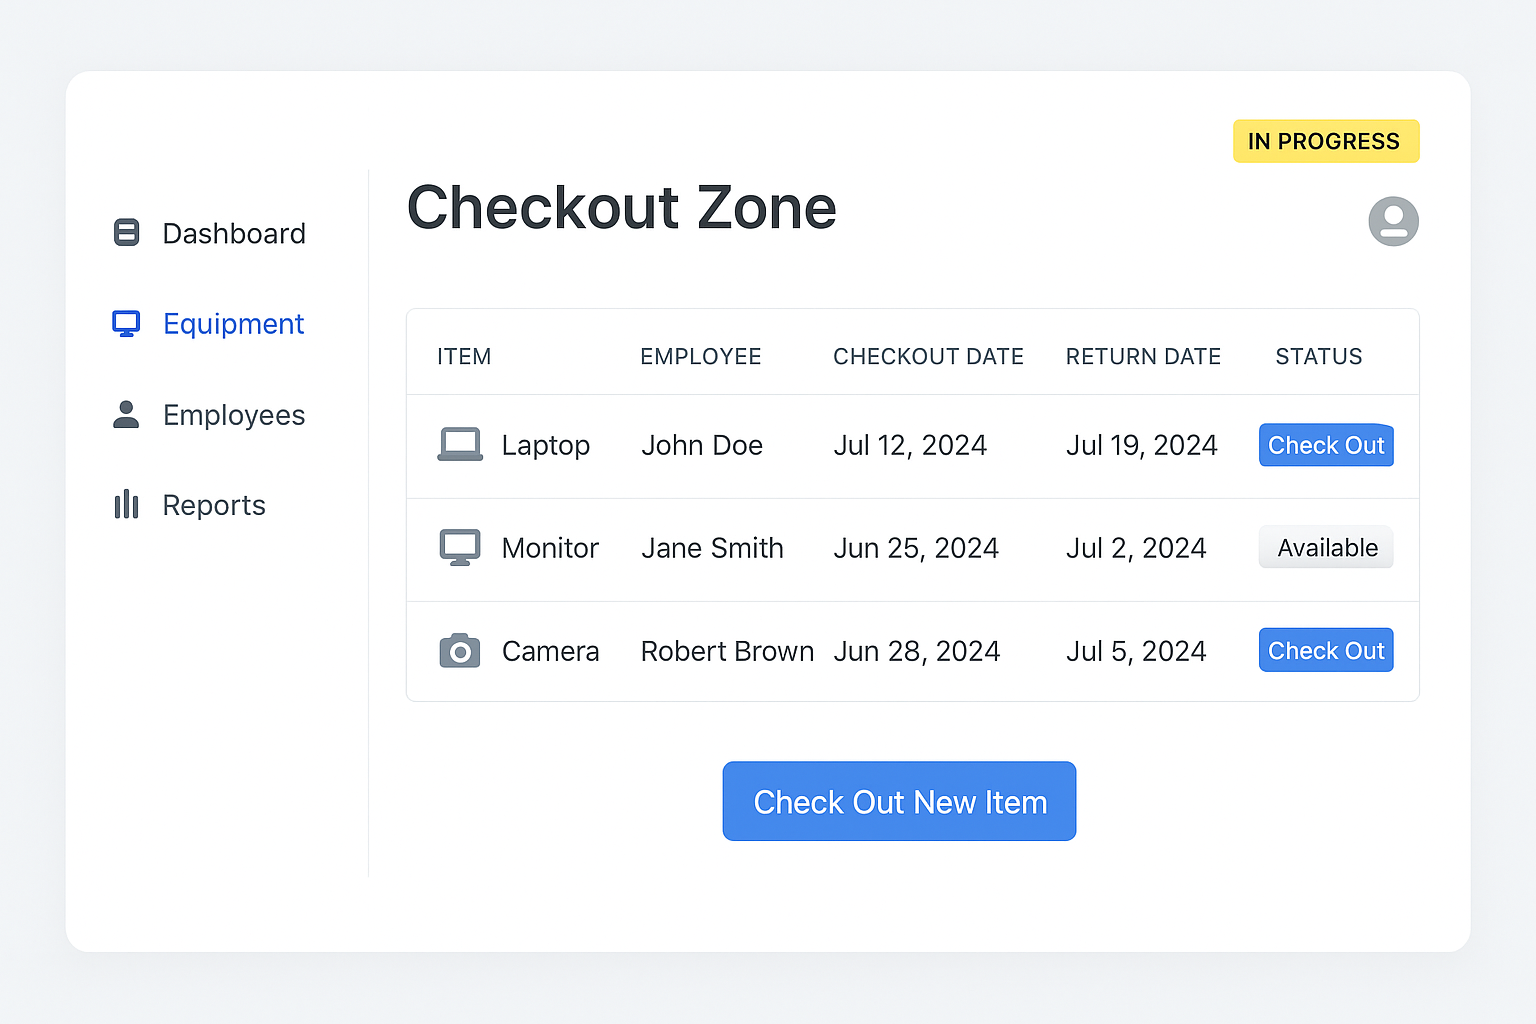 IN PROGRESS
Checkout Zone
Dashboard
Equipment
Employees
Reports
ITEM EMPLOYEE CHECKOUT DATE RETURN DATE STATUS
Laptop John Doe Jul 12, 2024 Jul 19, 2024 Check Out
Monitor Jane Smith Jun 25, 2024 Jul 2, 2024 Available
Camera Robert Brown Jun 28, 2024 Jul 5, 2024 Check Out
Check Out New Item